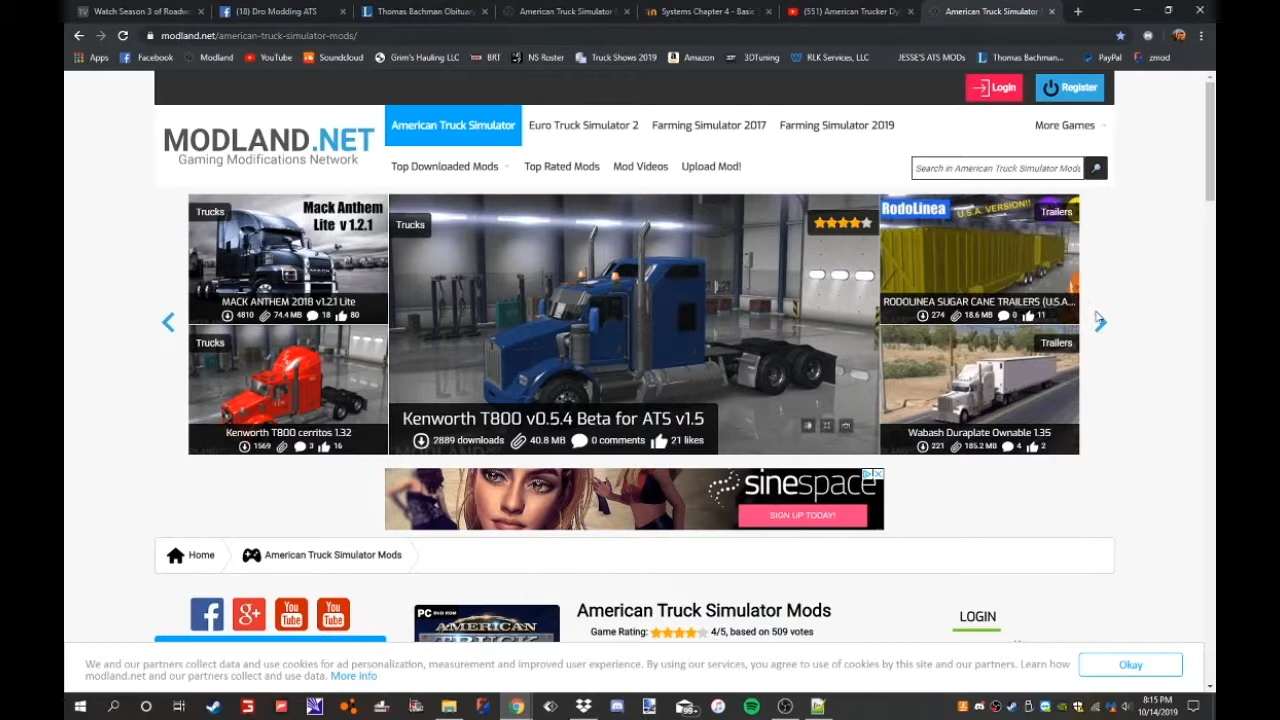 Watch Season 3 of Roadw
(18) Dro Modding ATS
Thomas Bachman Obituary
American Truck Simulator
Systems Chapter 4 - Basic
(551) American Trucker Dy
American Truck Simulator
modland.net/american-truck-simulator-mods/
Apps
Facebook
Modland
YouTube
Soundcloud
Grim's Hauling LLC
BRT
NS Roster
Truck Shows 2019
Amazon
3DTuning
RLK Services, LLC
JESSE'S ATS MODs
Thomas Bachman...
PayPal
zmod
Login
Register
MODLAND.NET
Gaming Modifications Network
American Truck Simulator
Euro Truck Simulator 2
Farming Simulator 2017
Farming Simulator 2019
More Games
Top Downloaded Mods
Top Rated Mods
Mod Videos
Upload Mod!
Search in American Truck Simulator Mods
Trucks
Mack Anthem
Lite v 1.2.1
MACK ANTHEM 2018 v1.2.1 Lite
4810 74.4 MB 18 80
Trucks
Kenworth T800 cerritos 1.32
1569 3 16
Trucks
Kenworth T800 v0.5.4 Beta for ATS v1.5
2889 downloads 40.8 MB 0 comments 21 likes
RodoLinea U.S.A. VERSION!!
Trailers
RODOLINEA SUGAR CANE TRAILERS (U.S.A...
274 18.6 MB 0 11
Trailers
Wabash Duraplate Ownable 1.35
221 185.2 MB 4 2
sinespace
SIGN UP TODAY!
Home
American Truck Simulator Mods
You
Tube
You
Tube
PC DVD ROM
AMERICAN
TRUCK
American Truck Simulator Mods
Game Rating: 4/5, based on 509 votes
LOGIN
We and our partners collect data and use cookies for ad personalization, measurement and improved user experience. By using our services, you agree to use of cookies by this site and our partners. Learn how
modland.net and our partners collect and use data. More info
Okay
8:15 PM
10/14/2019